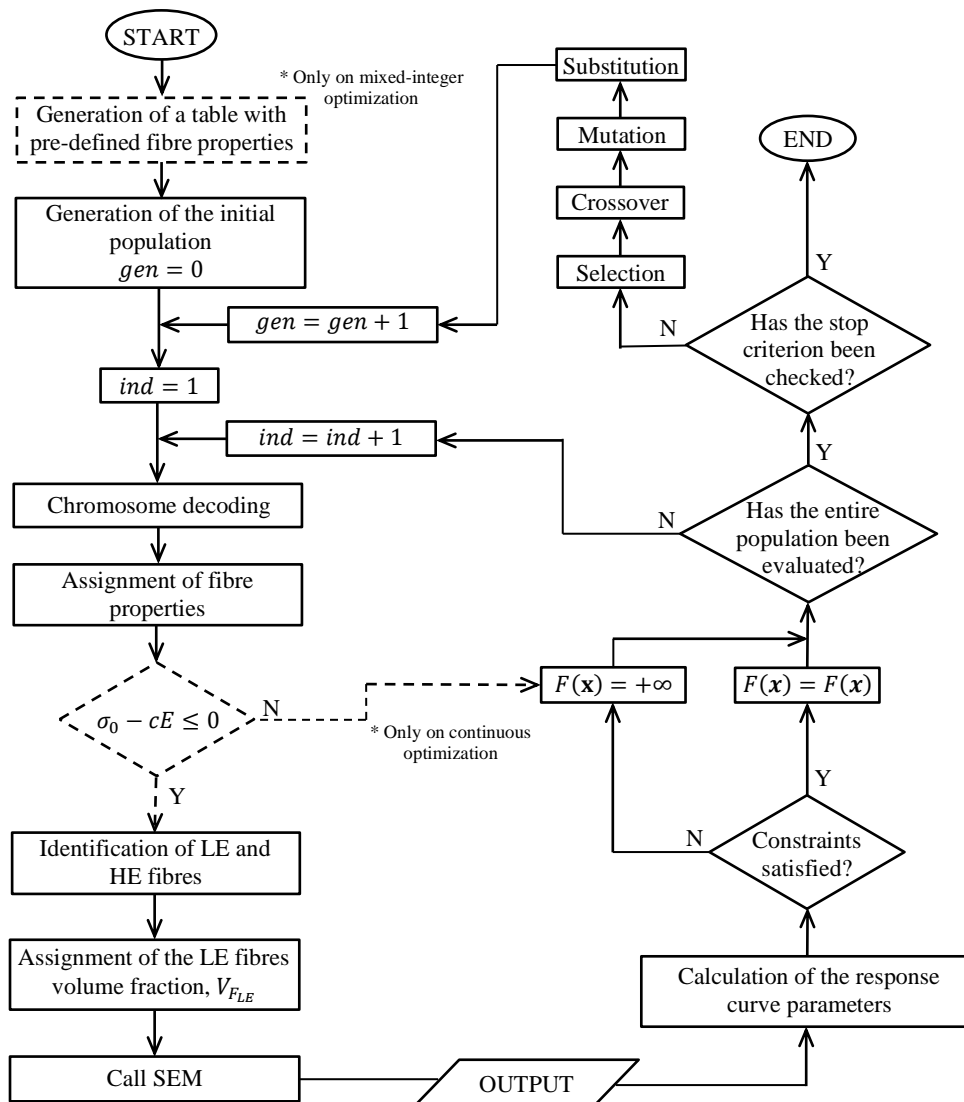 START
* Only on mixed-integer
optimization
Generation of a table with
pre-defined fibre properties
Generation of the initial
population
gen = 0
gen = gen + 1
ind = 1
ind = ind + 1
Chromosome decoding
Assignment of fibre
properties
σ₀ − cE ≤ 0
N
* Only on continuous
optimization
Y
Identification of LE and
HE fibres
Assignment of the LE fibres
volume fraction, V_{F_{LE}}
Call SEM
OUTPUT
Calculation of the response
curve parameters
Constraints
satisfied?
N
Y
F(𝐱) = +∞
F(𝒙) = F(𝒙)
Has the entire
population been
evaluated?
N
Y
Has the stop
criterion been
checked?
N
Y
Selection
Crossover
Mutation
Substitution
END